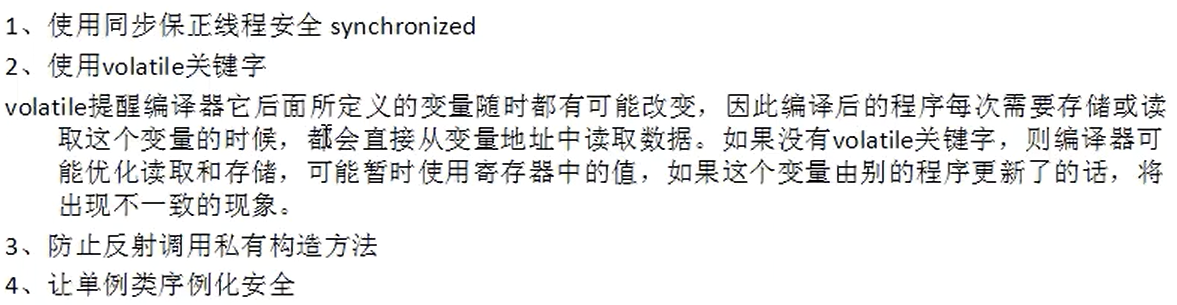 1、使用同步保正线程安全 synchronized
2、使用volatile关键字
volatile提醒编译器它后面所定义的变量随时都有可能改变，因此编译后的程序每次需要存储或读
取这个变量的时候，都会直接从变量地址中读取数据。如果没有volatile关键字，则编译器可
能优化读取和存储，可能暂时使用寄存器中的值，如果这个变量由别的程序更新了的话，将
出现不一致的现象。
3、防止反射调用私有构造方法
4、让单例类序例化安全